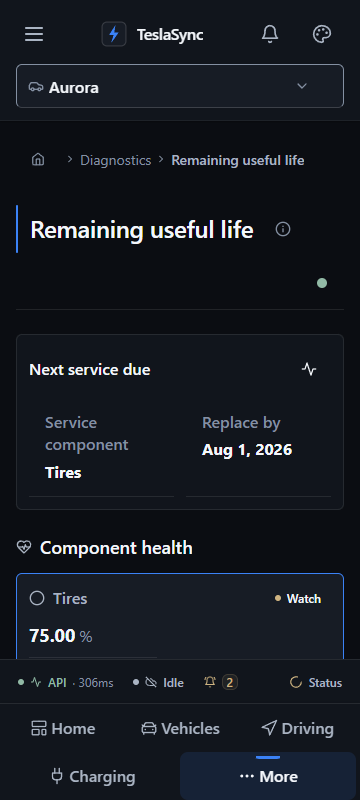 TeslaSync
Aurora
Diagnostics
Remaining useful life
Remaining useful life
Next service due
Service component
Tires
Replace by
Aug 1, 2026
Component health
Tires
Watch
75.00 %
API · 306ms
Idle
2
Status
Home
Vehicles
Driving
Charging
More